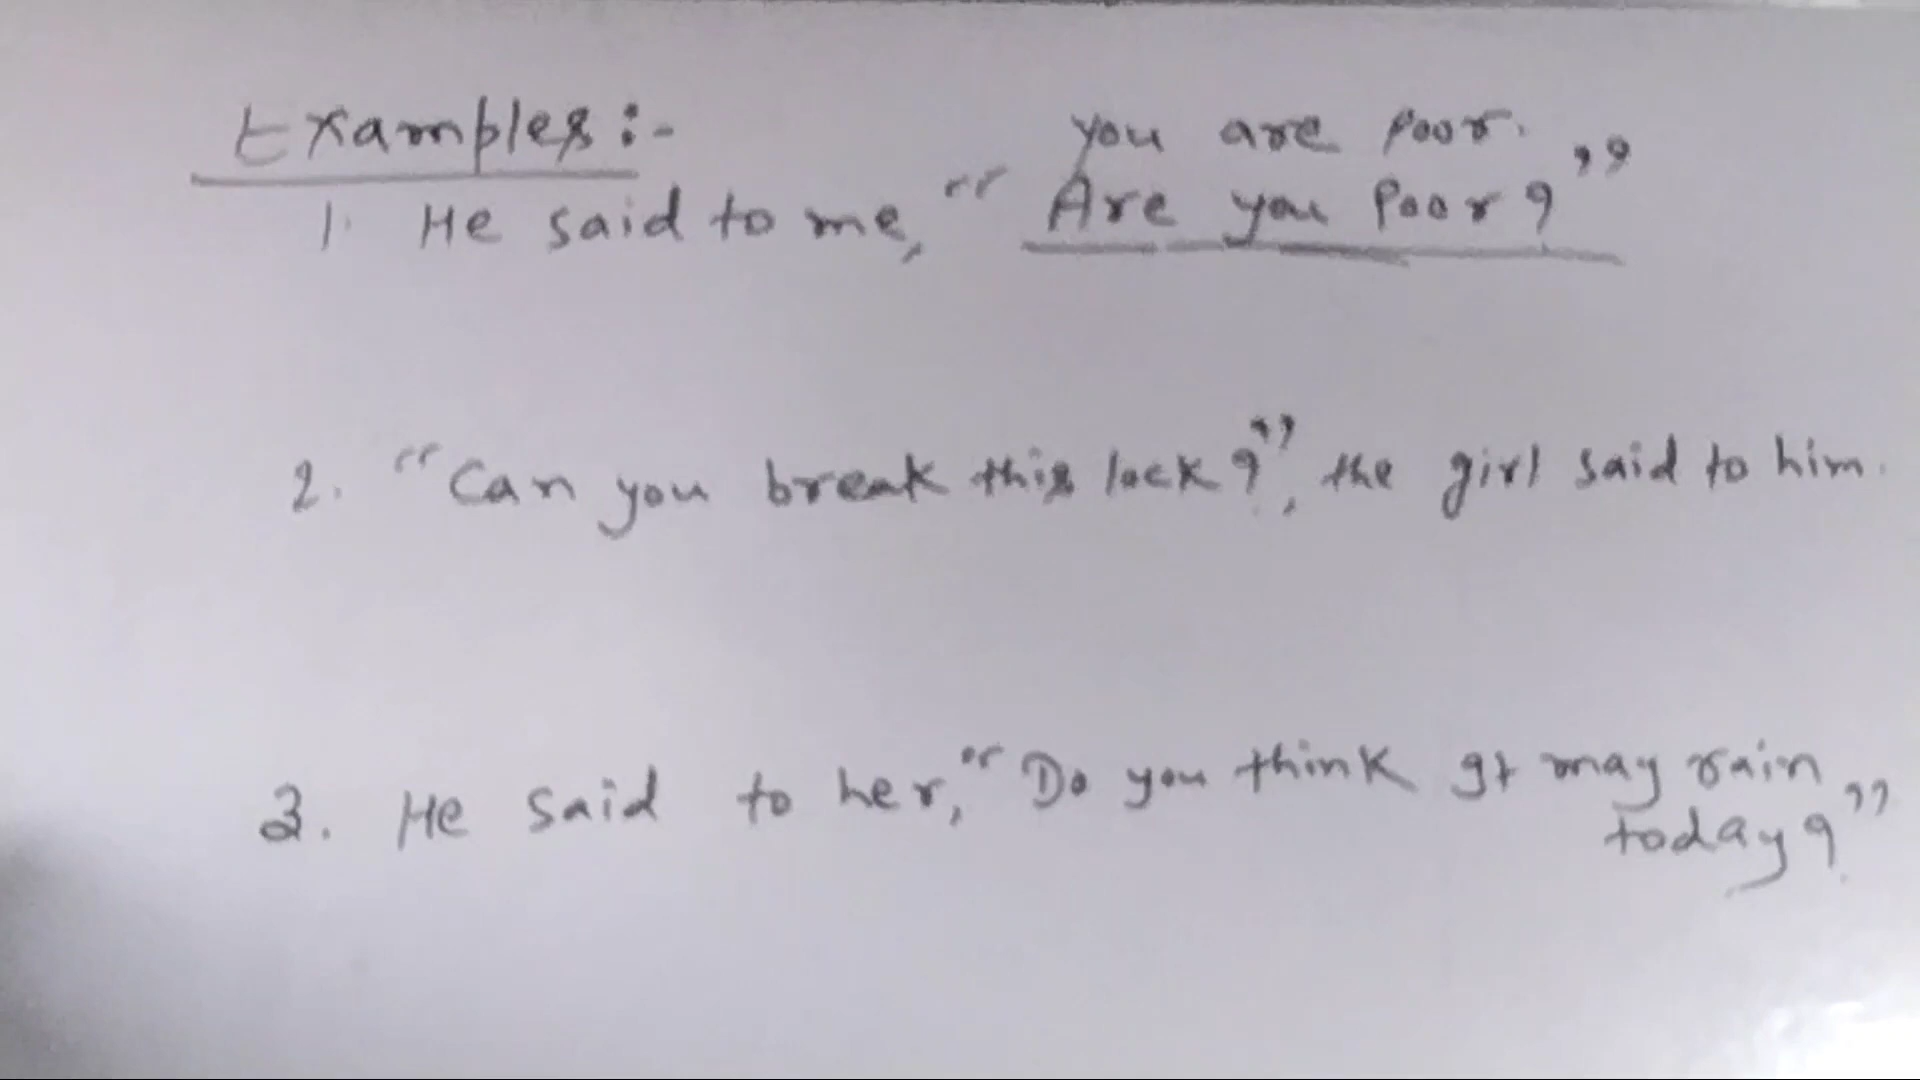 Examples:-
you are poor.
1. He said to me, " Are you Poor ? "
2. "Can you break this lock ?", the girl said to him.
3. He said to her, " Do you think It may rain
today ? "